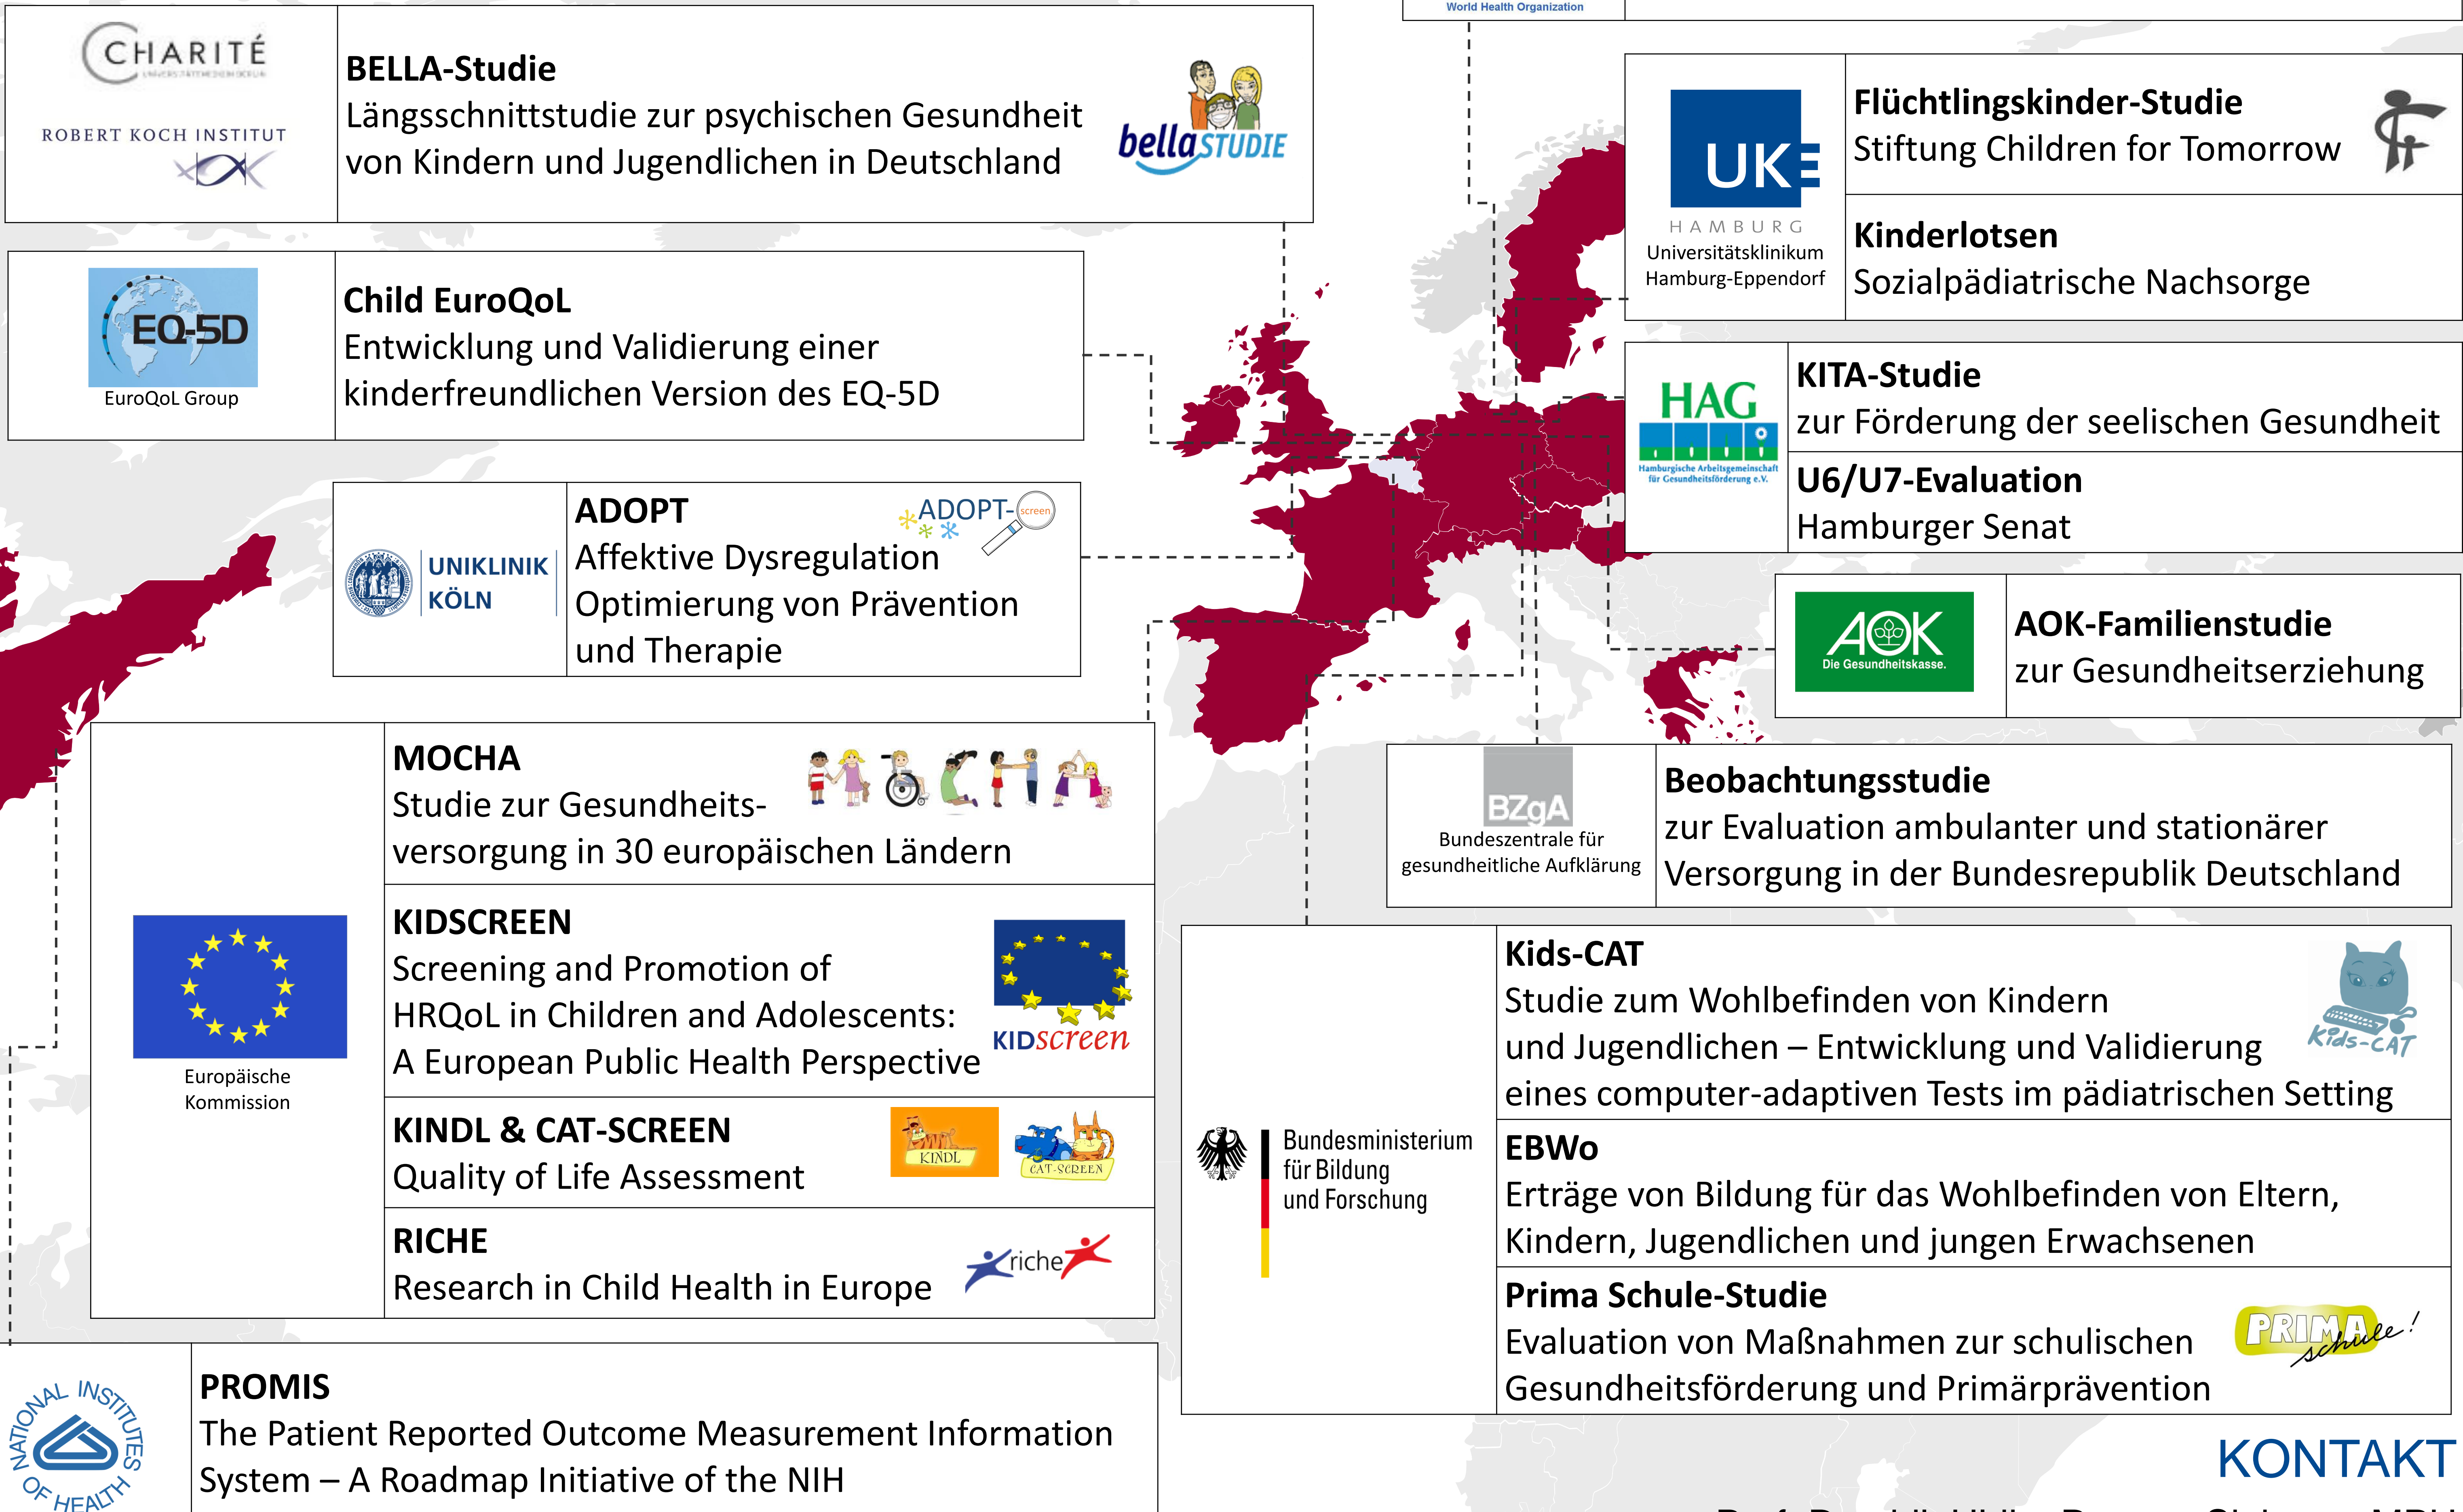 World Health Organization
CHARITÉ
UNIVERSITÄTSMEDIZIN BERLIN
ROBERT KOCH INSTITUT
BELLA-Studie
Längsschnittstudie zur psychischen Gesundheit
von Kindern und Jugendlichen in Deutschland
bella STUDIE
UKE
HAMBURG
Universitätsklinikum
Hamburg-Eppendorf
Flüchtlingskinder-Studie
Stiftung Children for Tomorrow
Kinderlotsen
Sozialpädiatrische Nachsorge
EQ-5D
EuroQoL Group
Child EuroQoL
Entwicklung und Validierung einer
kinderfreundlichen Version des EQ-5D
HAG
Hamburgische Arbeitsgemeinschaft
für Gesundheitsförderung e.V.
KITA-Studie
zur Förderung der seelischen Gesundheit
U6/U7-Evaluation
Hamburger Senat
UNIKLINIK
KÖLN
ADOPT
Affektive Dysregulation
Optimierung von Prävention
und Therapie
ADOPT-screen
AOK
Die Gesundheitskasse.
AOK-Familienstudie
zur Gesundheitserziehung
Europäische
Kommission
MOCHA
Studie zur Gesundheits-
versorgung in 30 europäischen Ländern
MOCHA
KIDSCREEN
Screening and Promotion of
HRQoL in Children and Adolescents:
A European Public Health Perspective
KIDSCREEN
KINDL & CAT-SCREEN
Quality of Life Assessment
KINDL
CAT-SCREEN
RICHE
Research in Child Health in Europe
riche
BZgA
Bundeszentrale für
gesundheitliche Aufklärung
Beobachtungsstudie
zur Evaluation ambulanter und stationärer
Versorgung in der Bundesrepublik Deutschland
Bundesministerium
für Bildung
und Forschung
Kids-CAT
Studie zum Wohlbefinden von Kindern
und Jugendlichen – Entwicklung und Validierung
eines computer-adaptiven Tests im pädiatrischen Setting
Kids-CAT
EBWo
Erträge von Bildung für das Wohlbefinden von Eltern,
Kindern, Jugendlichen und jungen Erwachsenen
Prima Schule-Studie
Evaluation von Maßnahmen zur schulischen
Gesundheitsförderung und Primärprävention
PRIMA
schule!
NATIONAL INSTITUTES
OF HEALTH
PROMIS
The Patient Reported Outcome Measurement Information
System – A Roadmap Initiative of the NIH
KONTAKT